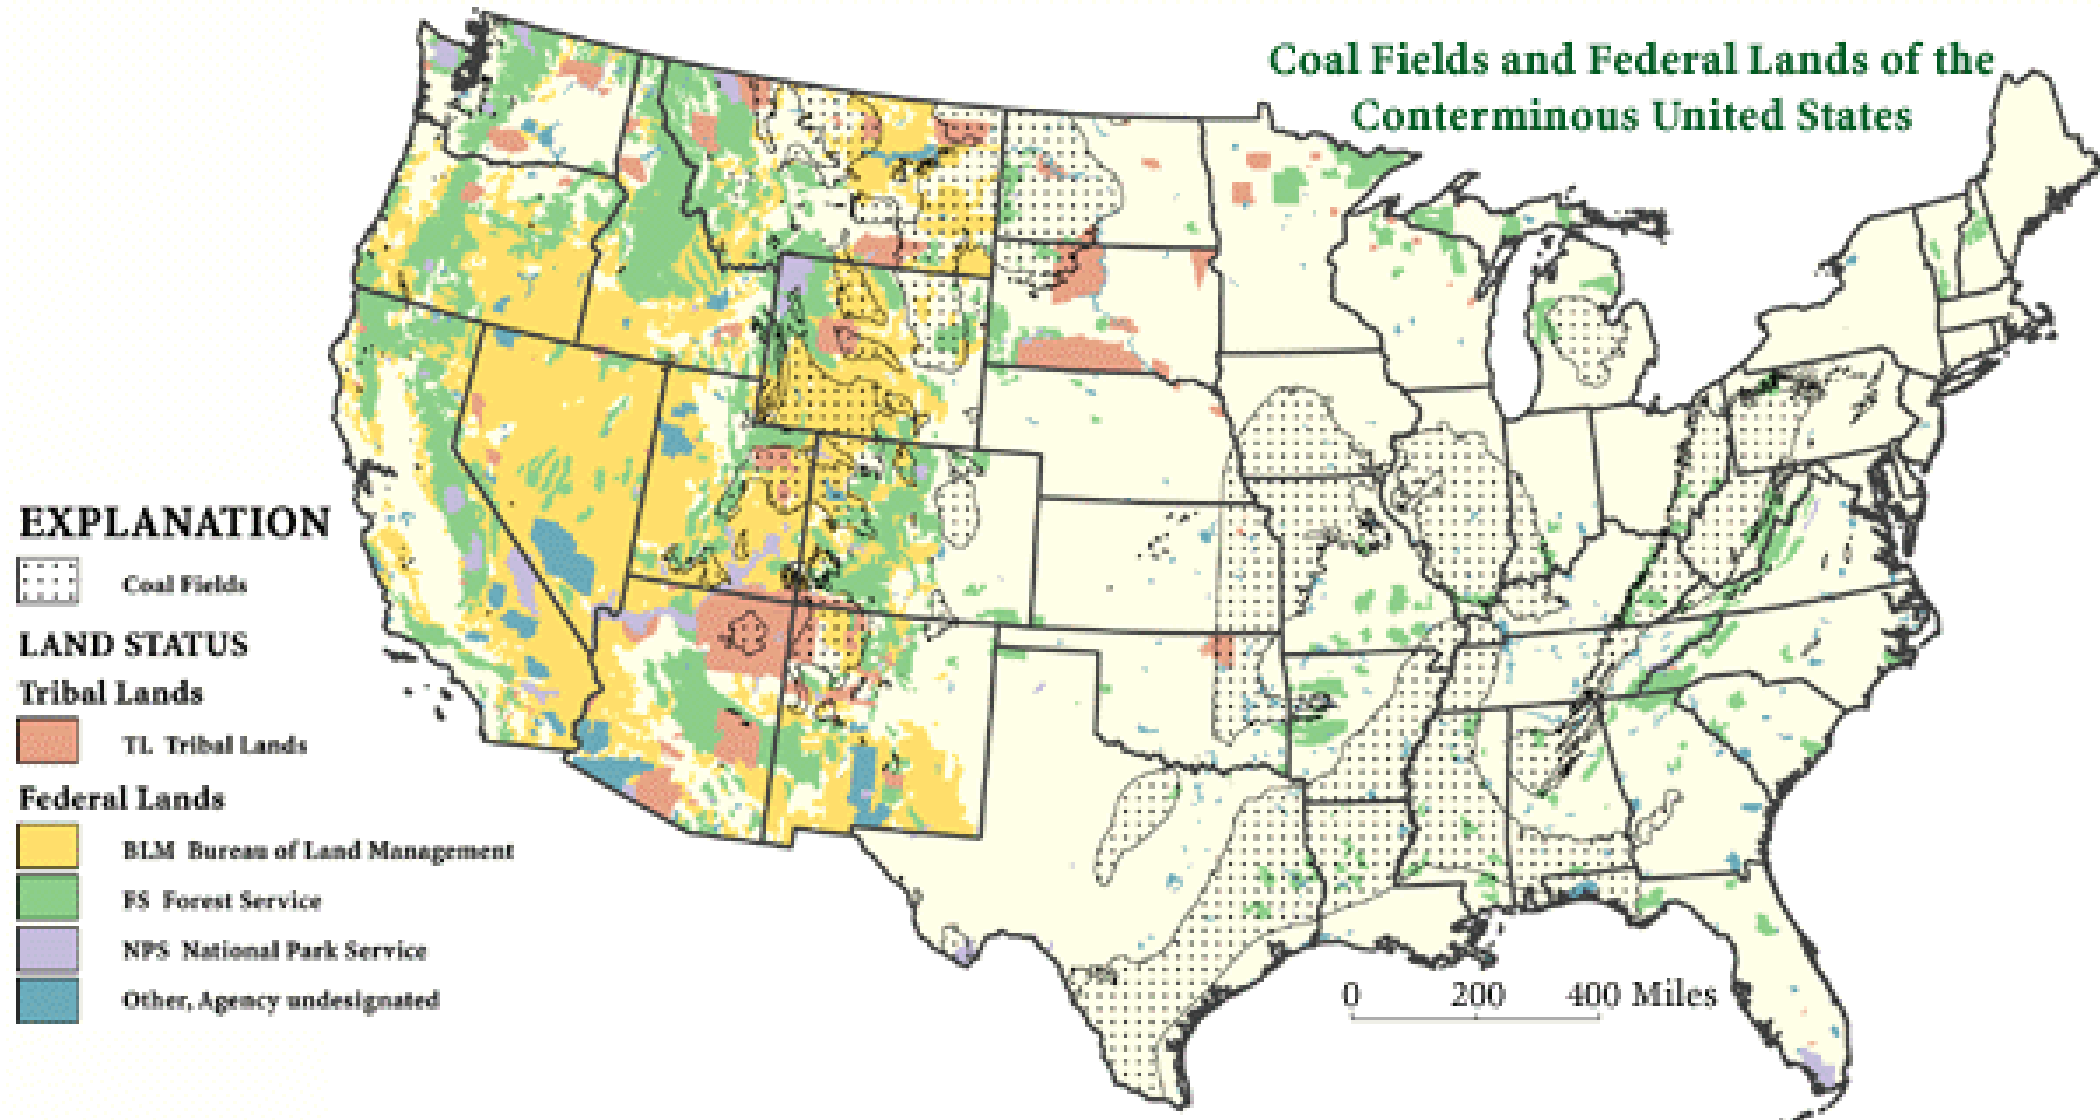 Coal Fields and Federal Lands of the
Conterminous United States
EXPLANATION
Coal Fields
LAND STATUS
Tribal Lands
TL Tribal Lands
Federal Lands
BLM Bureau of Land Management
FS Forest Service
NPS National Park Service
Other, Agency undesignated
0 200 400 Miles